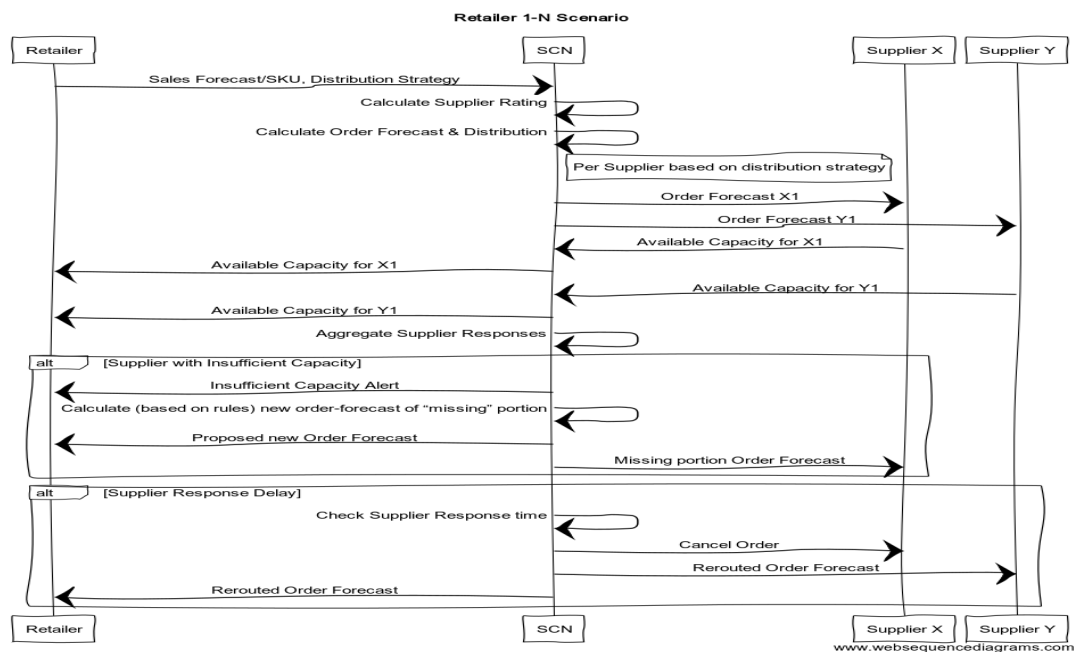 Retailer 1-N Scenario
Retailer
SCN
Supplier X
Supplier Y
Sales Forecast/SKU, Distribution Strategy
Calculate Supplier Rating
Calculate Order Forecast & Distribution
Per Supplier based on distribution strategy
Order Forecast X1
Order Forecast Y1
Available Capacity for X1
Available Capacity for X1
Available Capacity for Y1
Available Capacity for Y1
Aggregate Supplier Responses
alt [Supplier with Insufficient Capacity]
Insufficient Capacity Alert
Calculate (based on rules) new order-forecast of “missing” portion
Proposed new Order Forecast
Missing portion Order Forecast
alt [Supplier Response Delay]
Check Supplier Response time
Cancel Order
Rerouted Order Forecast
Rerouted Order Forecast
Retailer
SCN
Supplier X
Supplier Y
www.websequencediagrams.com